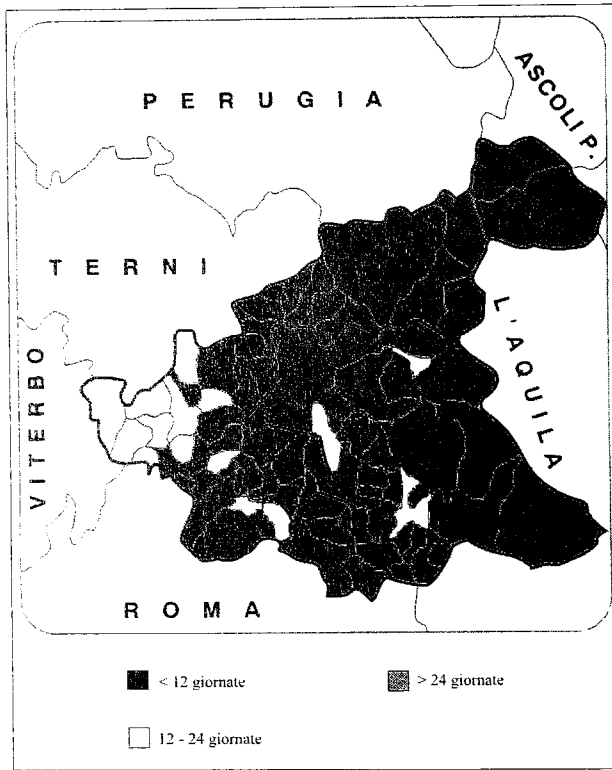 PERUGIA
ASCOLI P.
TERNI
L'AQUILA
VITERBO
ROMA
< 12 giornate
> 24 giornate
12 - 24 giornate